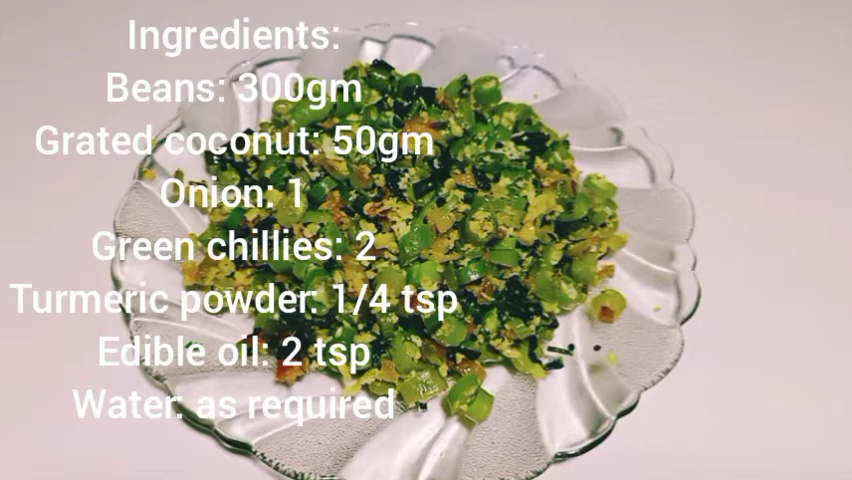 Ingredients:
Beans: 300gm
Grated coconut: 50gm
Onion: 1
Green chillies: 2
Turmeric powder: 1/4 tsp
Edible oil: 2 tsp
Water: as required